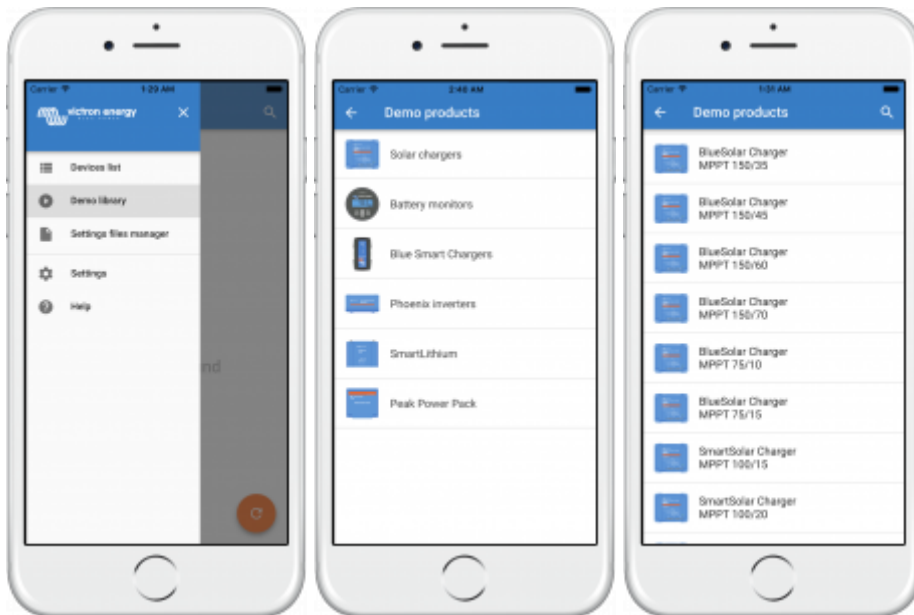 Carrier 1:29 AM
victron energy
Devices list
Demo library
Settings files manager
Settings
Help
nd
Carrier 2:48 AM
Demo products
Solar chargers
Battery monitors
Blue Smart Chargers
Phoenix inverters
SmartLithium
Peak Power Pack
Carrier 1:31 AM
Demo products
BlueSolar Charger
MPPT 150/35
BlueSolar Charger
MPPT 150/45
BlueSolar Charger
MPPT 150/60
BlueSolar Charger
MPPT 150/70
BlueSolar Charger
MPPT 75/10
BlueSolar Charger
MPPT 75/15
SmartSolar Charger
MPPT 100/15
SmartSolar Charger
MPPT 100/20